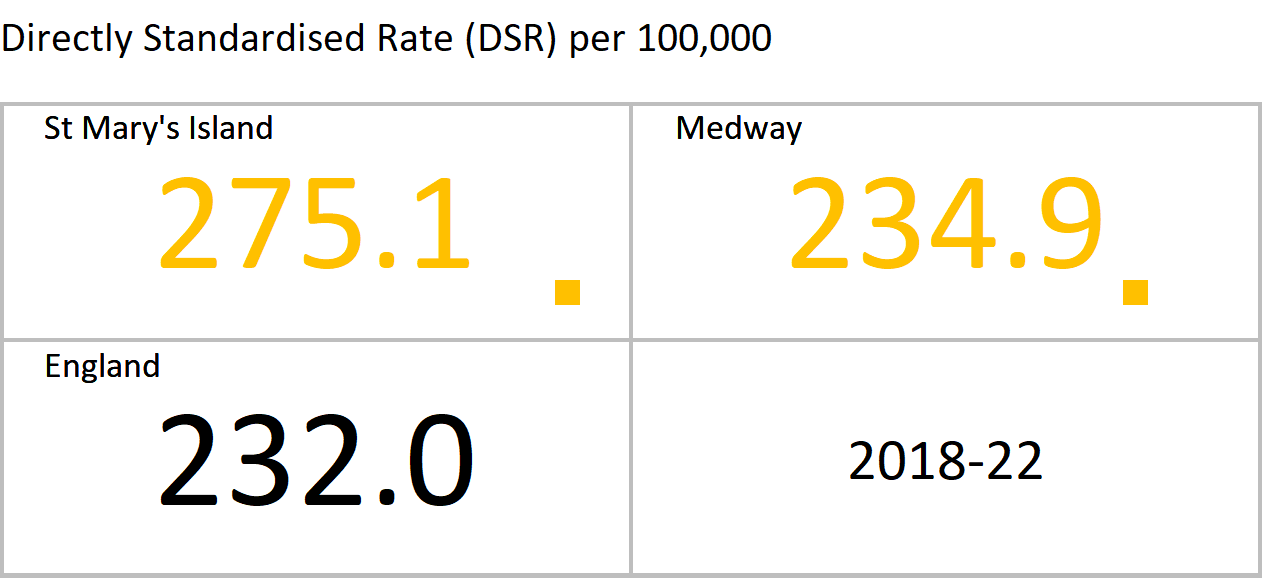 Directly Standardised Rate (DSR) per 100,000
St Mary's Island
275.1
Medway
234.9
England
232.0
2018-22